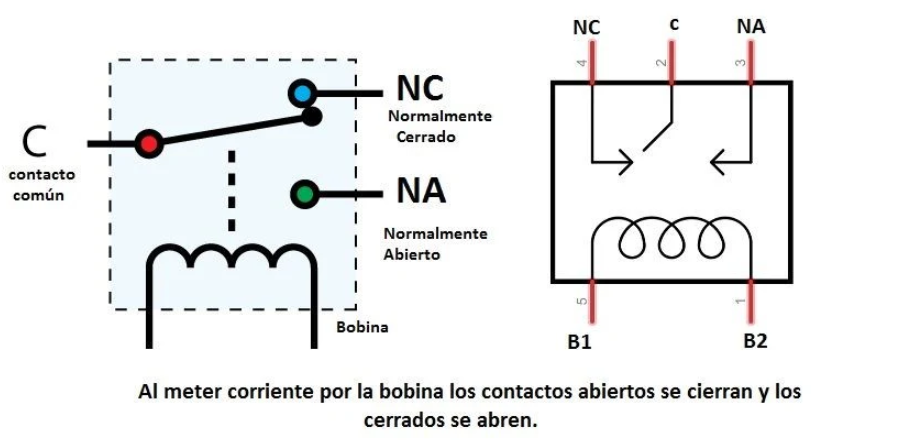 NC
Normalmente
Cerrado
C
contacto
común
NA
Normalmente
Abierto
Bobina
NC
c
NA
4
2
3
5
1
B1
B2
Al meter corriente por la bobina los contactos abiertos se cierran y los
cerrados se abren.